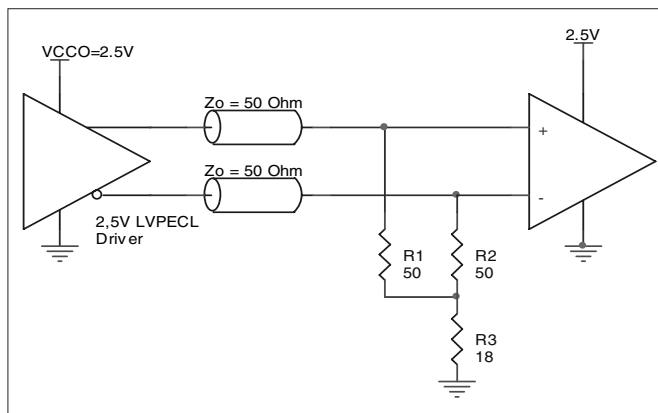 VCCO=2.5V
2.5V
Zo = 50 Ohm
+
Zo = 50 Ohm
-
2,5V LVPECL
Driver
R1
50
R2
50
R3
18